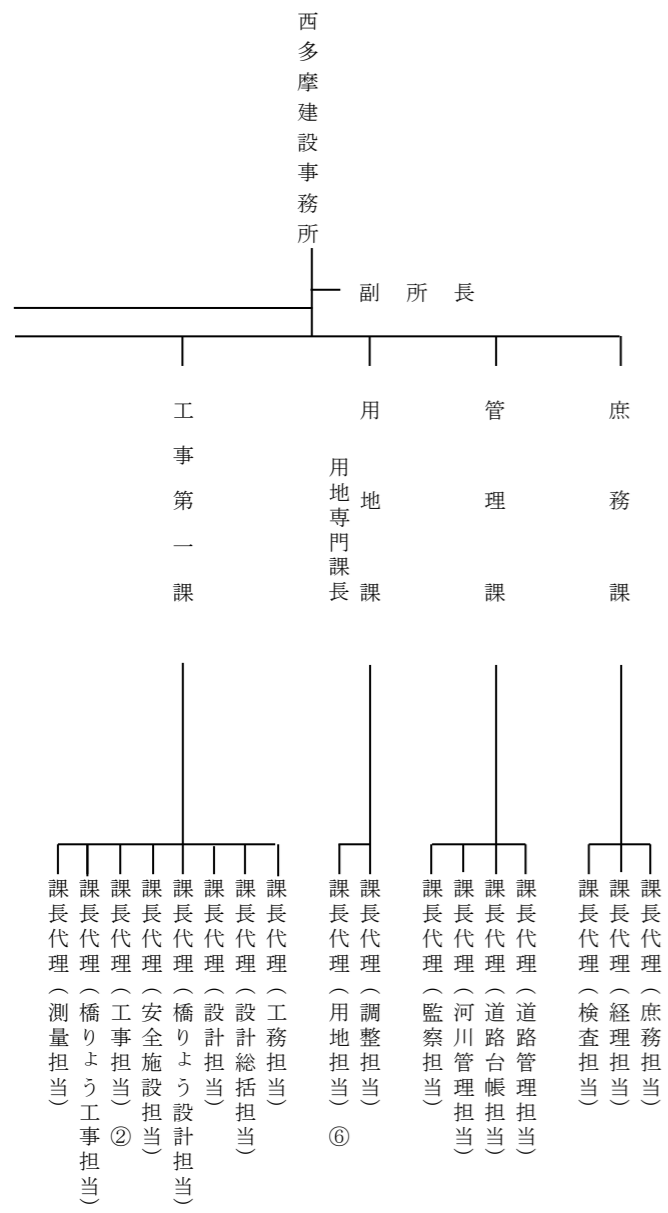 西多摩建設事務所
副所長
庶務課
管理課
用地課
用地専門課長
工事第一課
課長代理（庶務担当）
課長代理（経理担当）
課長代理（検査担当）
課長代理（道路管理担当）
課長代理（道路台帳担当）
課長代理（河川管理担当）
課長代理（監察担当）
課長代理（調整担当）
課長代理（用地担当）⑥
課長代理（工務担当）
課長代理（設計総括担当）
課長代理（設計担当）
課長代理（橋りょう設計担当）
課長代理（安全施設担当）
課長代理（工事担当）②
課長代理（橋りょう工事担当）
課長代理（測量担当）